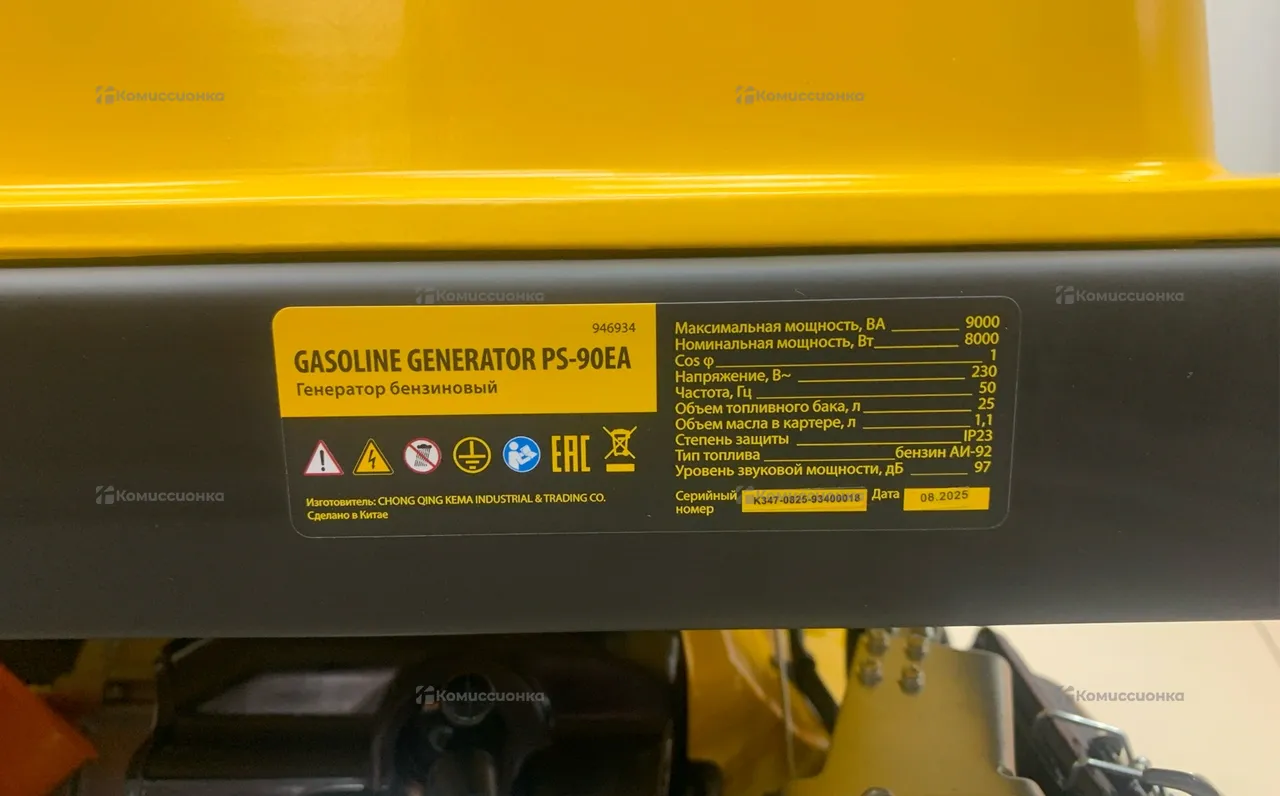 Комиссионка
Комиссионка
Комиссионка
Комиссионка
946934
GASOLINE GENERATOR PS-90EA
Генератор бензиновый
EAC
Изготовитель: CHONG QING KEMA INDUSTRIAL & TRADING CO.
Сделано в Китае
Максимальная мощность, ВА 9000
Номинальная мощность, Вт 8000
Cos φ 1
Напряжение, В~ 230
Частота, Гц 50
Объем топливного бака, л 25
Объем масла в картере, л 1,1
Степень защиты IP23
Тип топлива бензин АИ-92
Уровень звуковой мощности, дБ 97
Серийный номер K347-0825-93400018 Дата 08.2025
Комиссионка
Комиссионка
Комиссионка
Комиссионка